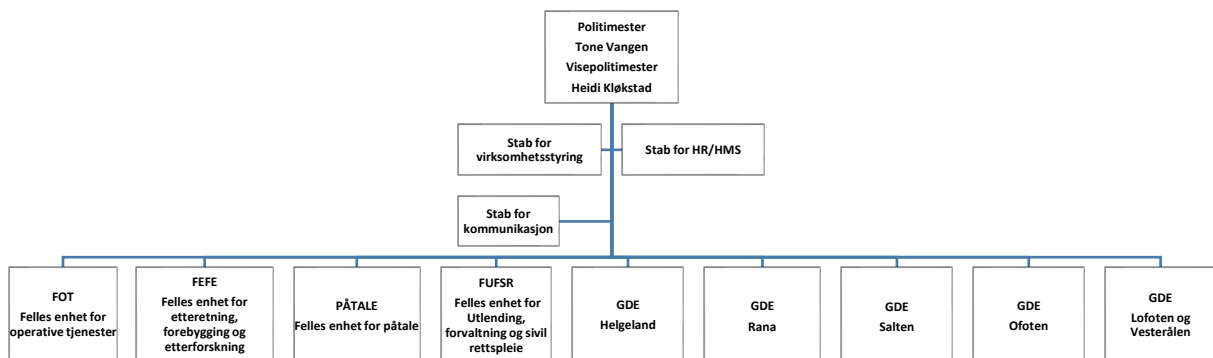 Politimester
Tone Vangen
Visepolitimester
Heidi Kløkstad
Stab for
virksomhetsstyring
Stab for HR/HMS
Stab for
kommunikasjon
FOT
Felles enhet for
operative tjenester
FEFE
Felles enhet for
etteretning,
forebygging og
etterforskning
PÅTALE
Felles enhet for påtale
FUFSR
Felles enhet for
Utlending,
forvaltning og sivil
rettspleie
GDE
Helgeland
GDE
Rana
GDE
Salten
GDE
Ofoten
GDE
Lofoten og
Vesterålen